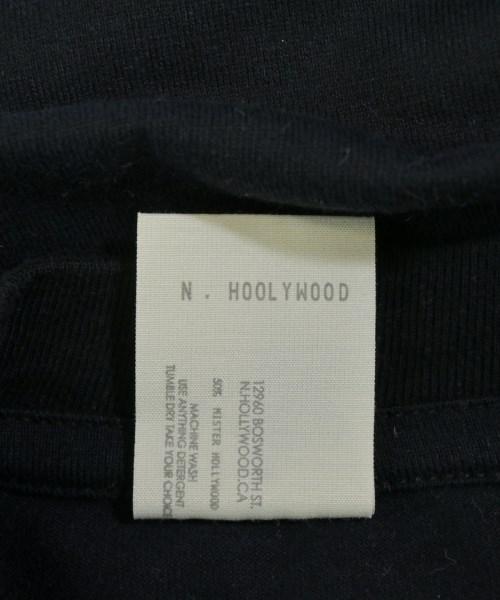 N. HOOLYWOOD
12960 BOSWORTH ST.
N.HOLLYWOOD.CA
50% MISTER HOLLYWOOD
MACHINE WASH
USE ANYTHING DETERGENT
TUMBLE DRY TAKE YOUR CHOICE